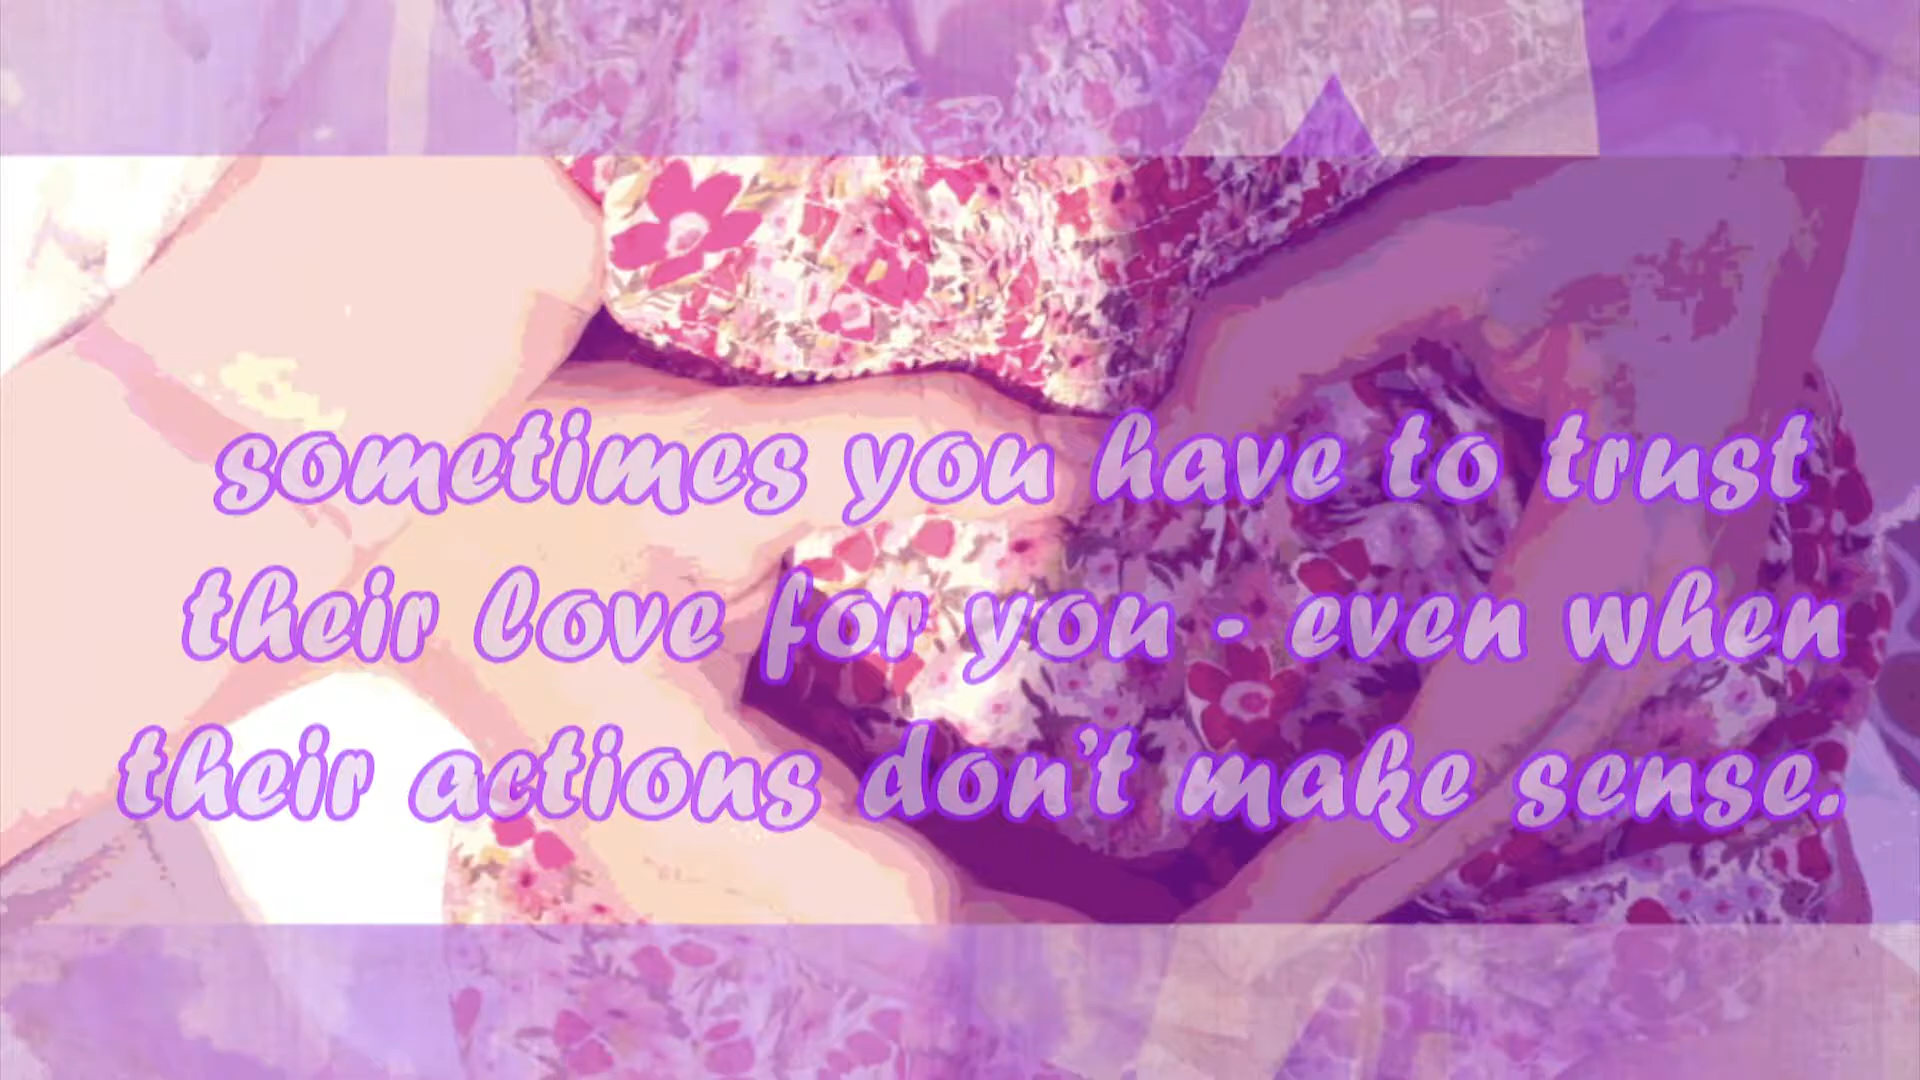 sometimes you have to trust
their love for you - even when
their actions don't make sense.